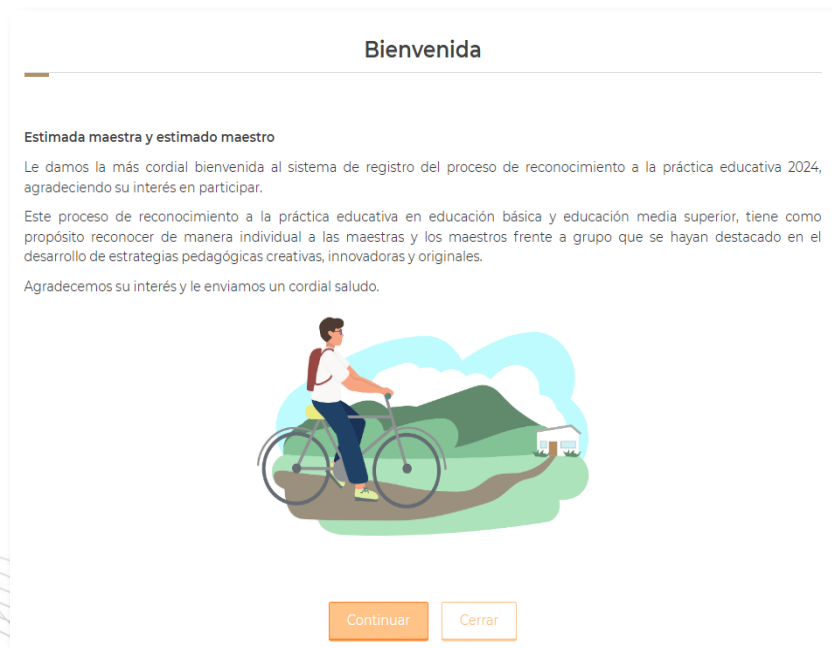 Bienvenida
Estimada maestra y estimado maestro
Le damos la más cordial bienvenida al sistema de registro del proceso de reconocimiento a la práctica educativa 2024,
agradeciendo su interés en participar.
Este proceso de reconocimiento a la práctica educativa en educación básica y educación media superior, tiene como
propósito reconocer de manera individual a las maestras y los maestros frente a grupo que se hayan destacado en el
desarrollo de estrategias pedagógicas creativas, innovadoras y originales.
Agradecemos su interés y le enviamos un cordial saludo.
Continuar
Cerrar